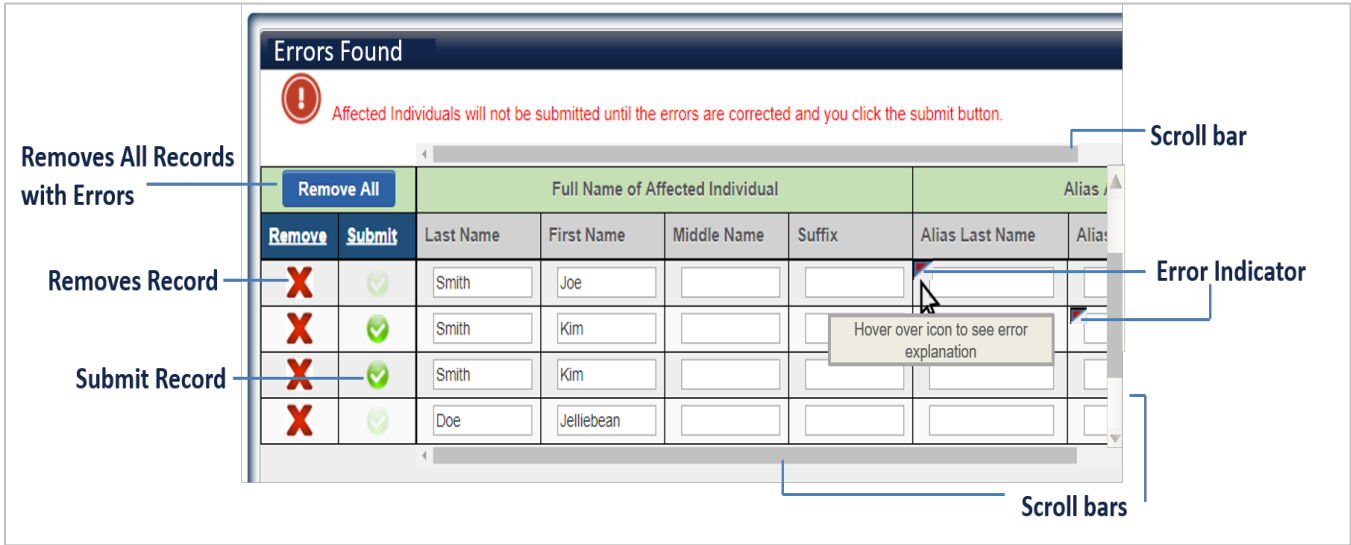 Errors Found
Affected Individuals will not be submitted until the errors are corrected and you click the submit button.
Scroll bar
Removes All Records
with Errors
Remove All
Full Name of Affected Individual
Alias
Remove
Submit
Last Name
First Name
Middle Name
Suffix
Alias Last Name
Alias
Removes Record
Smith
Joe
Error Indicator
Smith
Kim
Hover over icon to see error
explanation
Submit Record
Smith
Kim
Doe
Jelliebean
Scroll bars